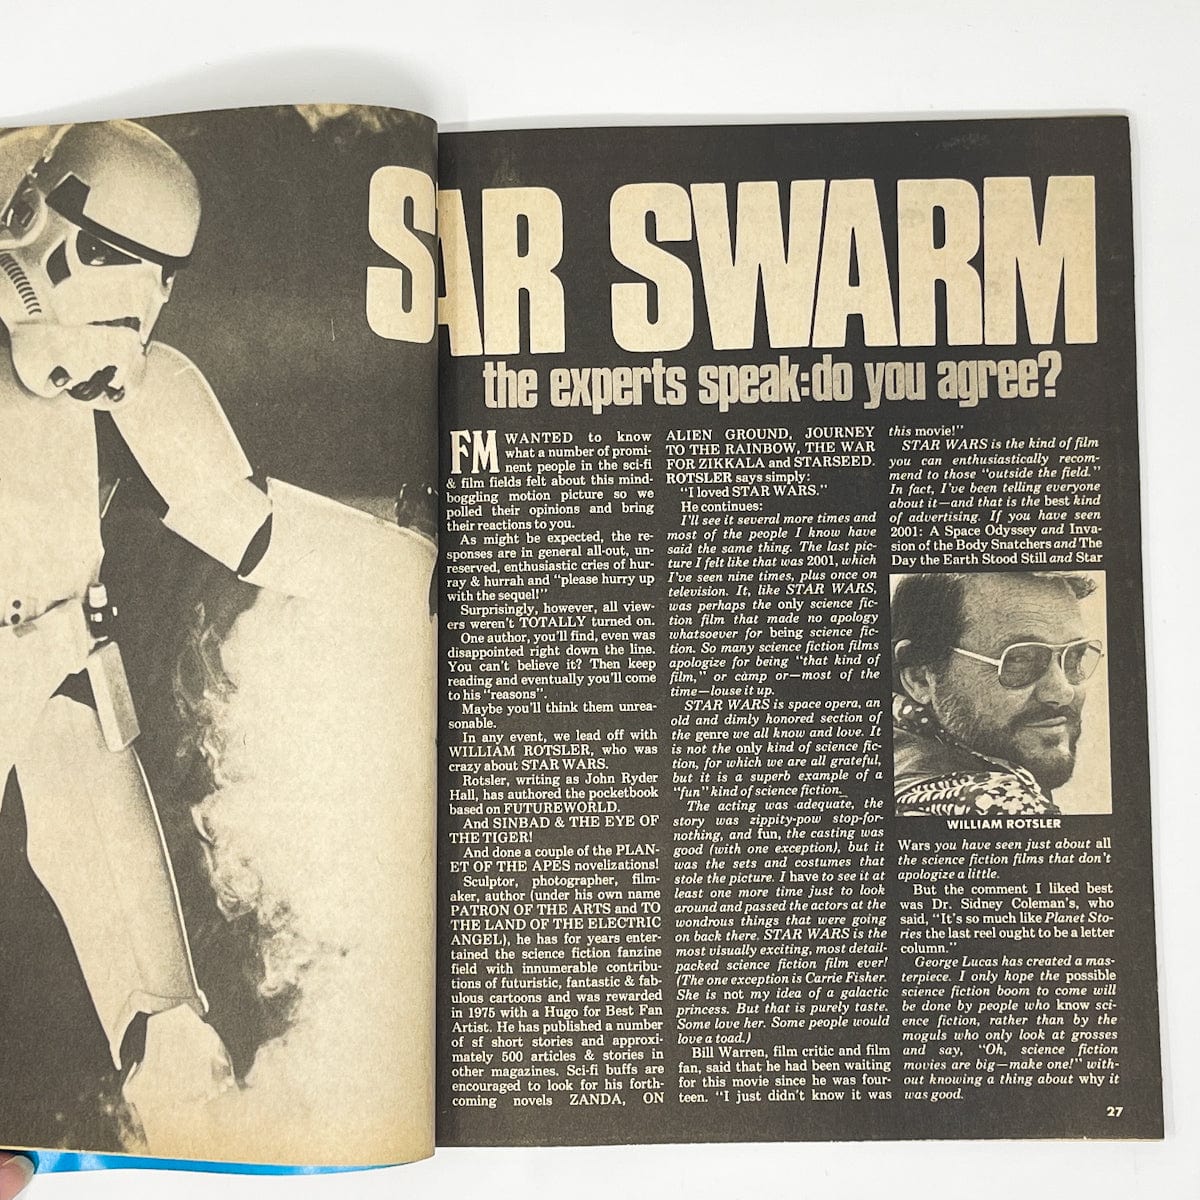 SAR SWARM
the experts speak:do you agree?
FM WANTED to know
what a number of promi-
nent people in the sci-fi
& film fields felt about this mind-
boggling motion picture so we
polled their opinions and bring
their reactions to you.
As might be expected, the re-
sponses are in general all-out, un-
reserved, enthusiastic cries of hur-
ray & hurrah and "please hurry up
with the sequel!"
Surprisingly, however, all view-
ers weren't TOTALLY turned on.
One author, you'll find, even was
disappointed right down the line.
You can't believe it? Then keep
reading and eventually you'll come
to his "reasons".
Maybe you'll think them unrea-
sonable.
In any event, we lead off with
WILLIAM ROTSLER, who was
crazy about STAR WARS.
Rotsler, writing as John Ryder
Hall, has authored the pocketbook
based on FUTUREWORLD.
And SINBAD & THE EYE OF
THE TIGER!
And done a couple of the PLAN-
ET OF THE APES novelizations!
Sculptor, photographer, film-
aker, author (under his own name
PATRON OF THE ARTS and TO
THE LAND OF THE ELECTRIC
ANGEL), he has for years enter-
tained the science fiction fanzine
field with innumerable contribu-
tions of futuristic, fantastic & fab-
ulous cartoons and was rewarded
in 1975 with a Hugo for Best Fan
Artist. He has published a number
of sf short stories and approxi-
mately 500 articles & stories in
other magazines. Sci-fi buffs are
encouraged to look for his forth-
coming novels ZANDA, ON
ALIEN GROUND, JOURNEY
TO THE RAINBOW, THE WAR
FOR ZIKKALA and STARSEED.
ROTSLER says simply:
"I loved STAR WARS."
He continues:
I'll see it several more times and
most of the people I know have
said the same thing. The last pic-
ture I felt like that was 2001, which
I've seen nine times, plus once on
television. It, like STAR WARS,
was perhaps the only science fic-
tion film that made no apology
whatsoever for being science fic-
tion. So many science fiction films
apologize for being "that kind of
film," or camp or—most of the
time—louse it up.
STAR WARS is space opera, an
old and dimly honored section of
the genre we all know and love. It
is not the only kind of science fic-
tion, for which we are all grateful,
but it is a superb example of a
"fun" kind of science fiction.
The acting was adequate, the
story was zippity-pow stop-for-
nothing, and fun, the casting was
good (with one exception), but it
was the sets and costumes that
stole the picture. I have to see it at
least one more time just to look
around and passed the actors at the
wondrous things that were going
on back there. STAR WARS is the
most visually exciting, most detail-
packed science fiction film ever!
(The one exception is Carrie Fisher.
She is not my idea of a galactic
princess. But that is purely taste.
Some love her. Some people would
love a toad.)
Bill Warren, film critic and film
fan, said that he had been waiting
for this movie since he was four-
teen. "I just didn't know it was
this movie!"
STAR WARS is the kind of film
you can enthusiastically recom-
mend to those "outside the field."
In fact, I've been telling everyone
about it—and that is the best kind
of advertising. If you have seen
2001: A Space Odyssey and Inva-
sion of the Body Snatchers and The
Day the Earth Stood Still and Star
WILLIAM ROTSLER
Wars you have seen just about all
the science fiction films that don't
apologize a little.
But the comment I liked best
was Dr. Sidney Coleman's, who
said, "It's so much like Planet Sto-
ries the last reel ought to be a letter
column."
George Lucas has created a mas-
terpiece. I only hope the possible
science fiction boom to come will
be done by people who know sci-
ence fiction, rather than by the
moguls who only look at grosses
and say, "Oh, science fiction
movies are big—make one!" with-
out knowing a thing about why it
was good.
27